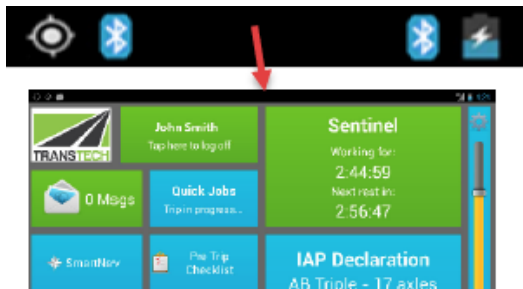 TRANSTECH
John Smith
Tap here to log off
Sentinel
Working for:
2:44:59
Next rest in:
2:56:47
0 Msgs
Quick Jobs
Trip in progress..
SmartNav
Pre Trip
Checklist
IAP Declaration
AB Triple - 17 axles